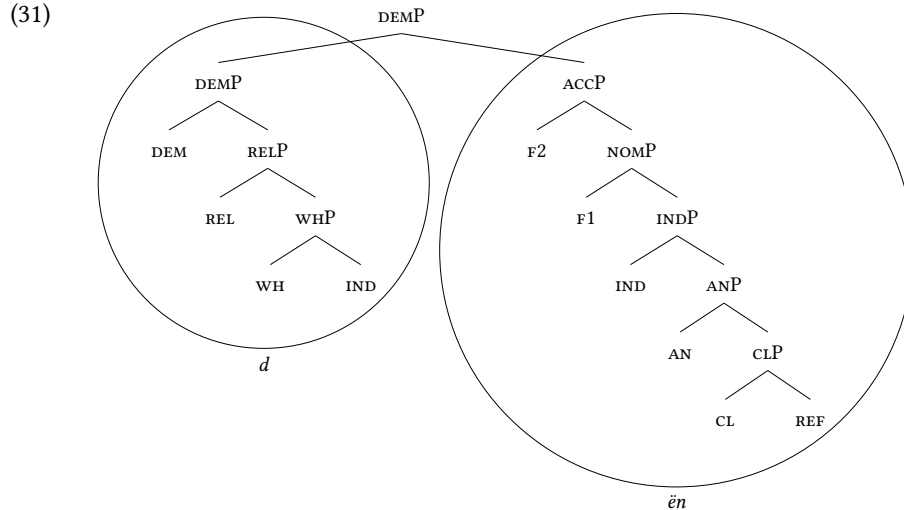 (31)
DEMP
DEMP ACCP
DEM RELP F2 NOMP
REL WHP F1 INDP
WH IND IND ANP
AN CLP
d
CL REF
ën